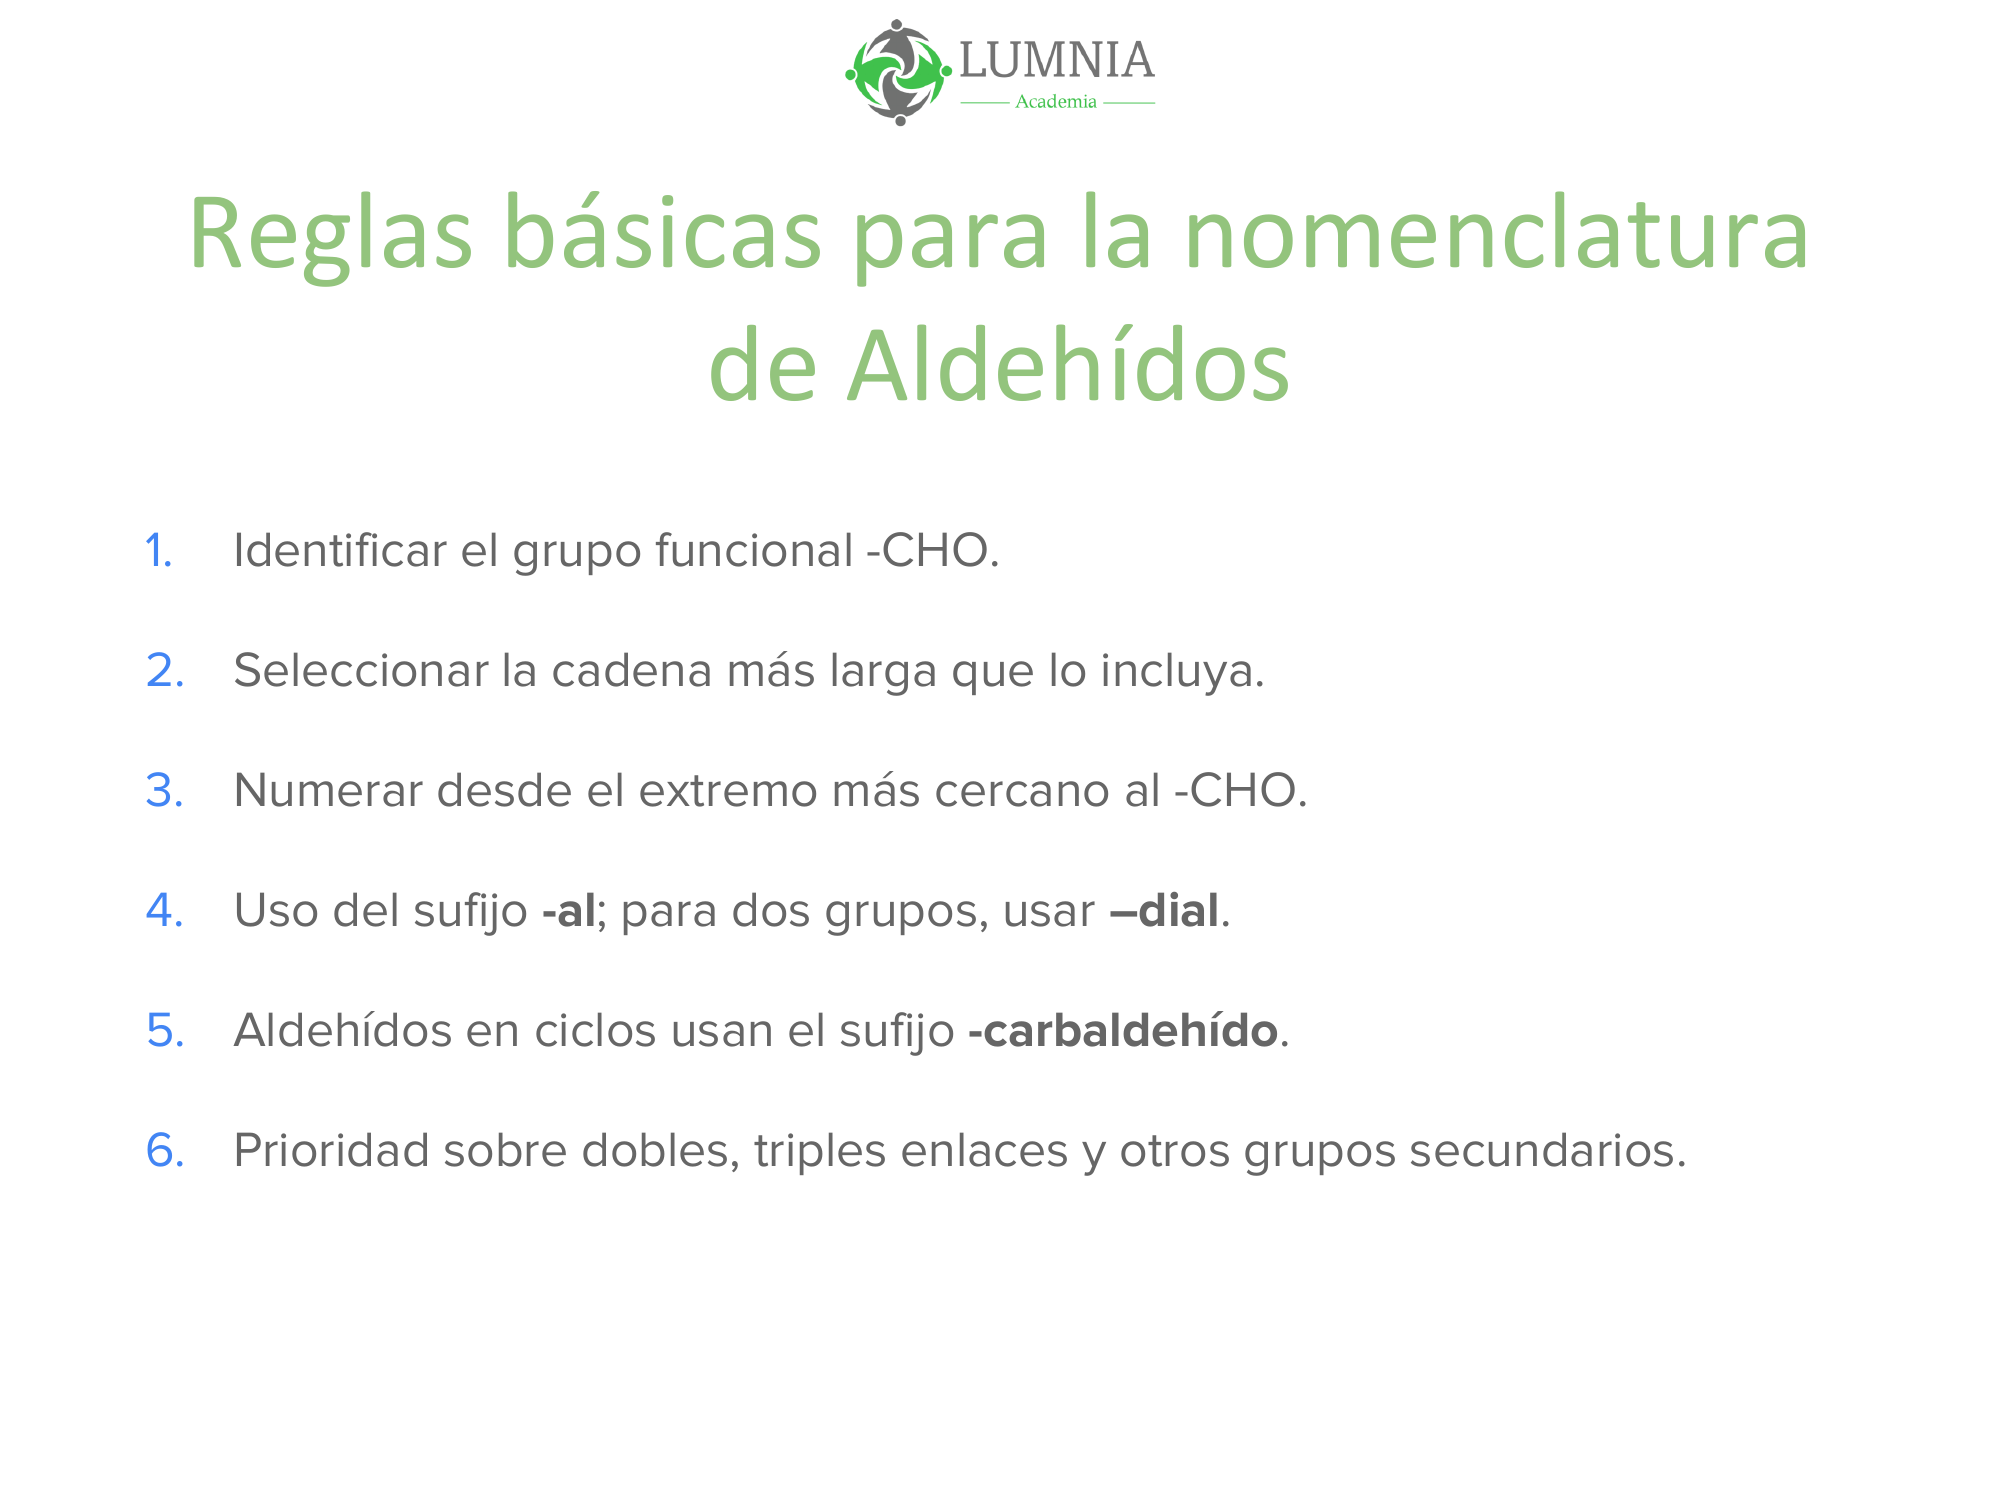 LUMNIA
Academia
Reglas básicas para la nomenclatura
de Aldehídos
1. Identificar el grupo funcional -CHO.
2. Seleccionar la cadena más larga que lo incluya.
3. Numerar desde el extremo más cercano al -CHO.
4. Uso del sufijo -al; para dos grupos, usar –dial.
5. Aldehídos en ciclos usan el sufijo -carbaldehído.
6. Prioridad sobre dobles, triples enlaces y otros grupos secundarios.